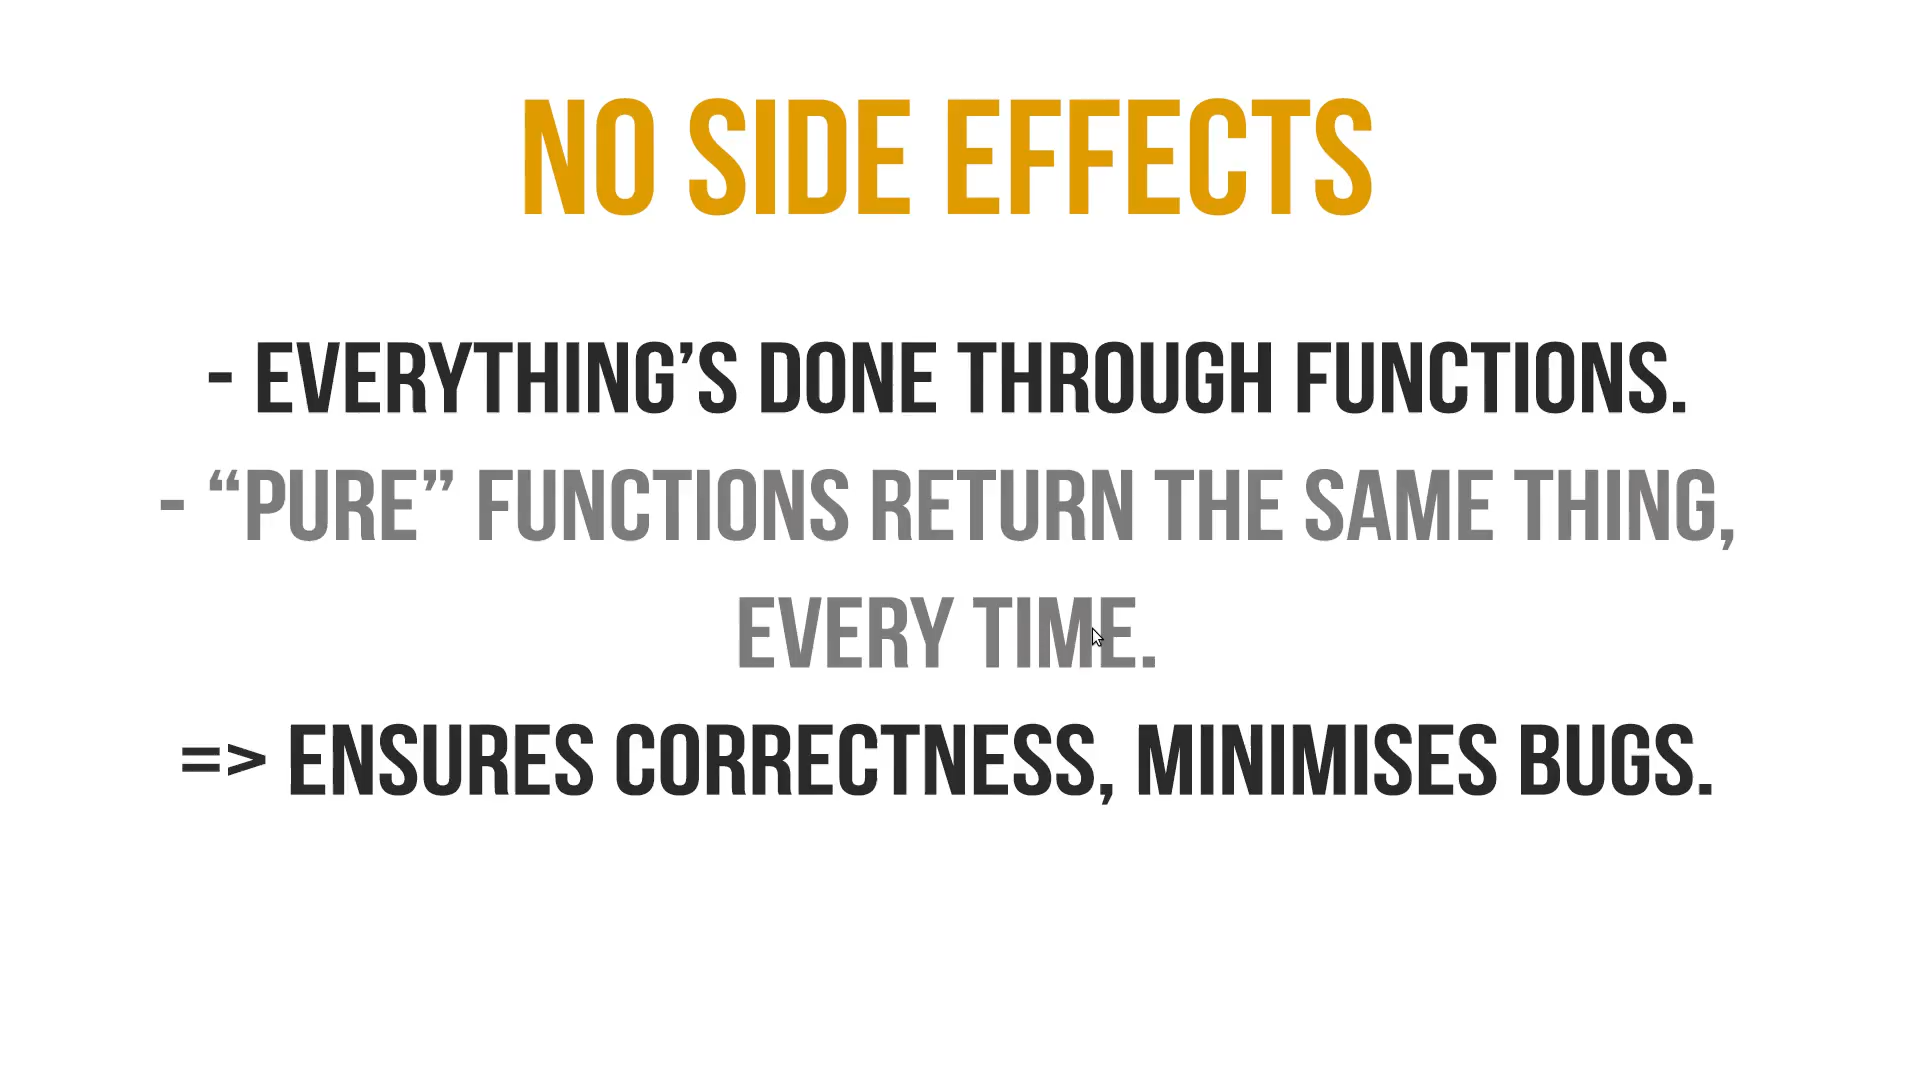 NO SIDE EFFECTS
- EVERYTHING’S DONE THROUGH FUNCTIONS.
- “PURE” FUNCTIONS RETURN THE SAME THING,
EVERY TIME.
=> ENSURES CORRECTNESS, MINIMISES BUGS.